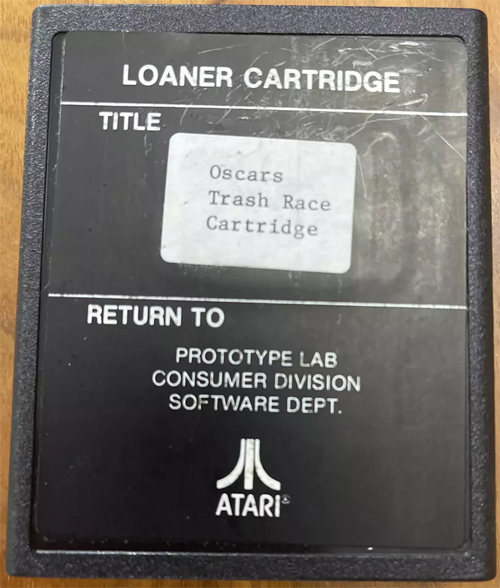 LOANER CARTRIDGE
TITLE
Oscars
Trash Race
Cartridge
RETURN TO
PROTOTYPE LAB
CONSUMER DIVISION
SOFTWARE DEPT.
ATARI®